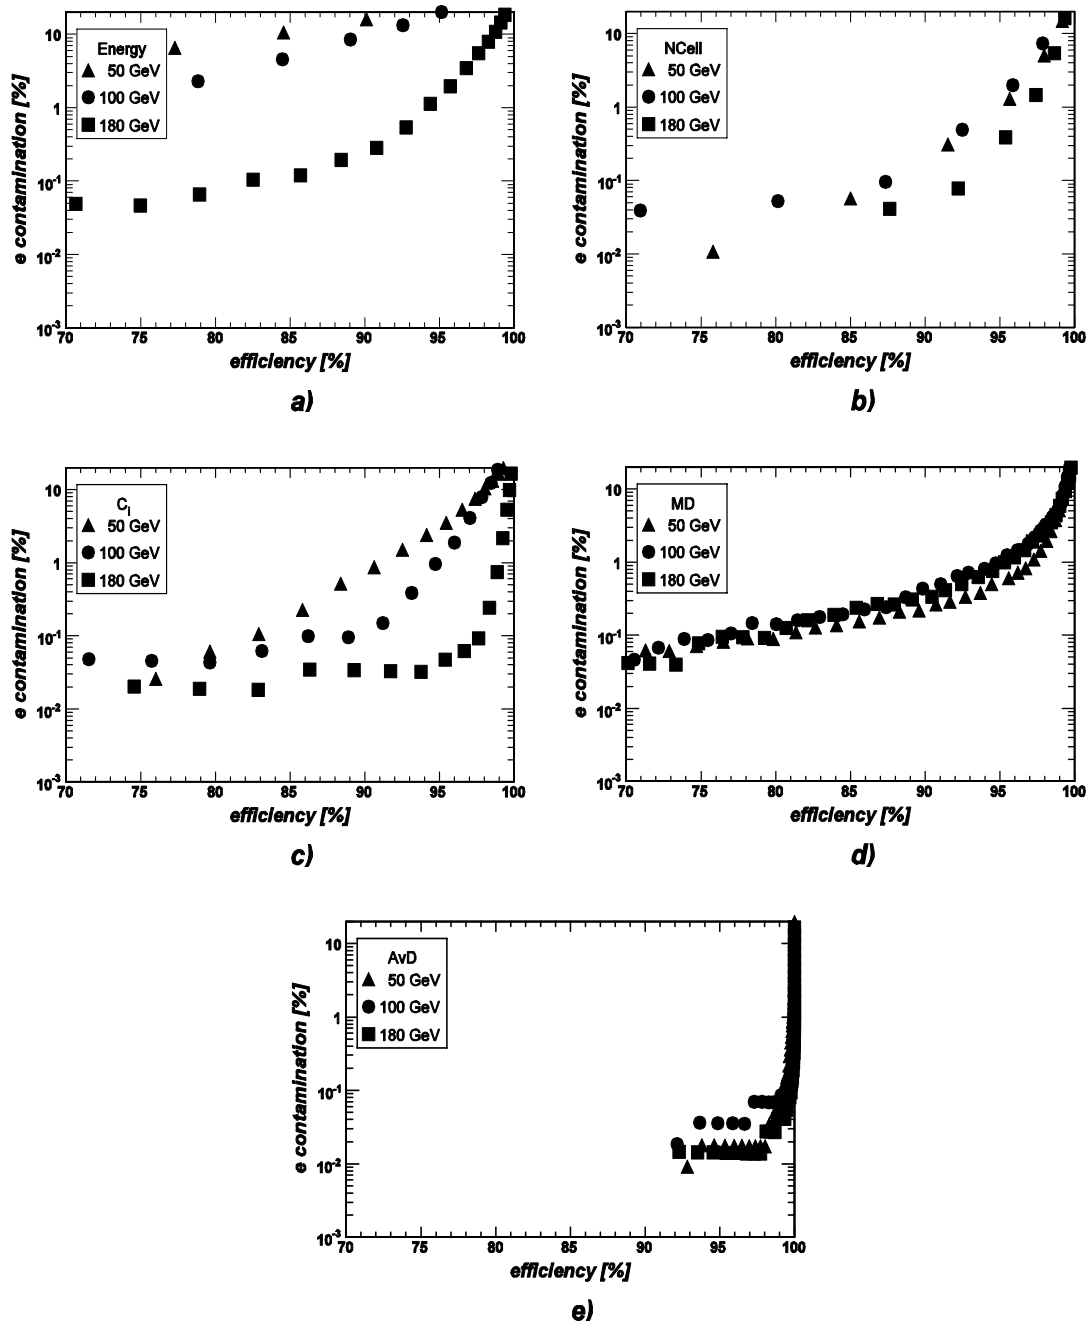 Energy
50 GeV
100 GeV
180 GeV
e contamination [%]
10
1
10-1
10-2
10-3
70 75 80 85 90 95 100
efficiency [%]
a)
NCell
50 GeV
100 GeV
180 GeV
e contamination [%]
10
1
10-1
10-2
10-3
70 75 80 85 90 95 100
efficiency [%]
b)
Ci
50 GeV
100 GeV
180 GeV
e contamination [%]
10
1
10-1
10-2
10-3
70 75 80 85 90 95 100
efficiency [%]
c)
MD
50 GeV
100 GeV
180 GeV
e contamination [%]
10
1
10-1
10-2
10-3
70 75 80 85 90 95 100
efficiency [%]
d)
AvD
50 GeV
100 GeV
180 GeV
e contamination [%]
10
1
10-1
10-2
10-3
70 75 80 85 90 95 100
efficiency [%]
e)